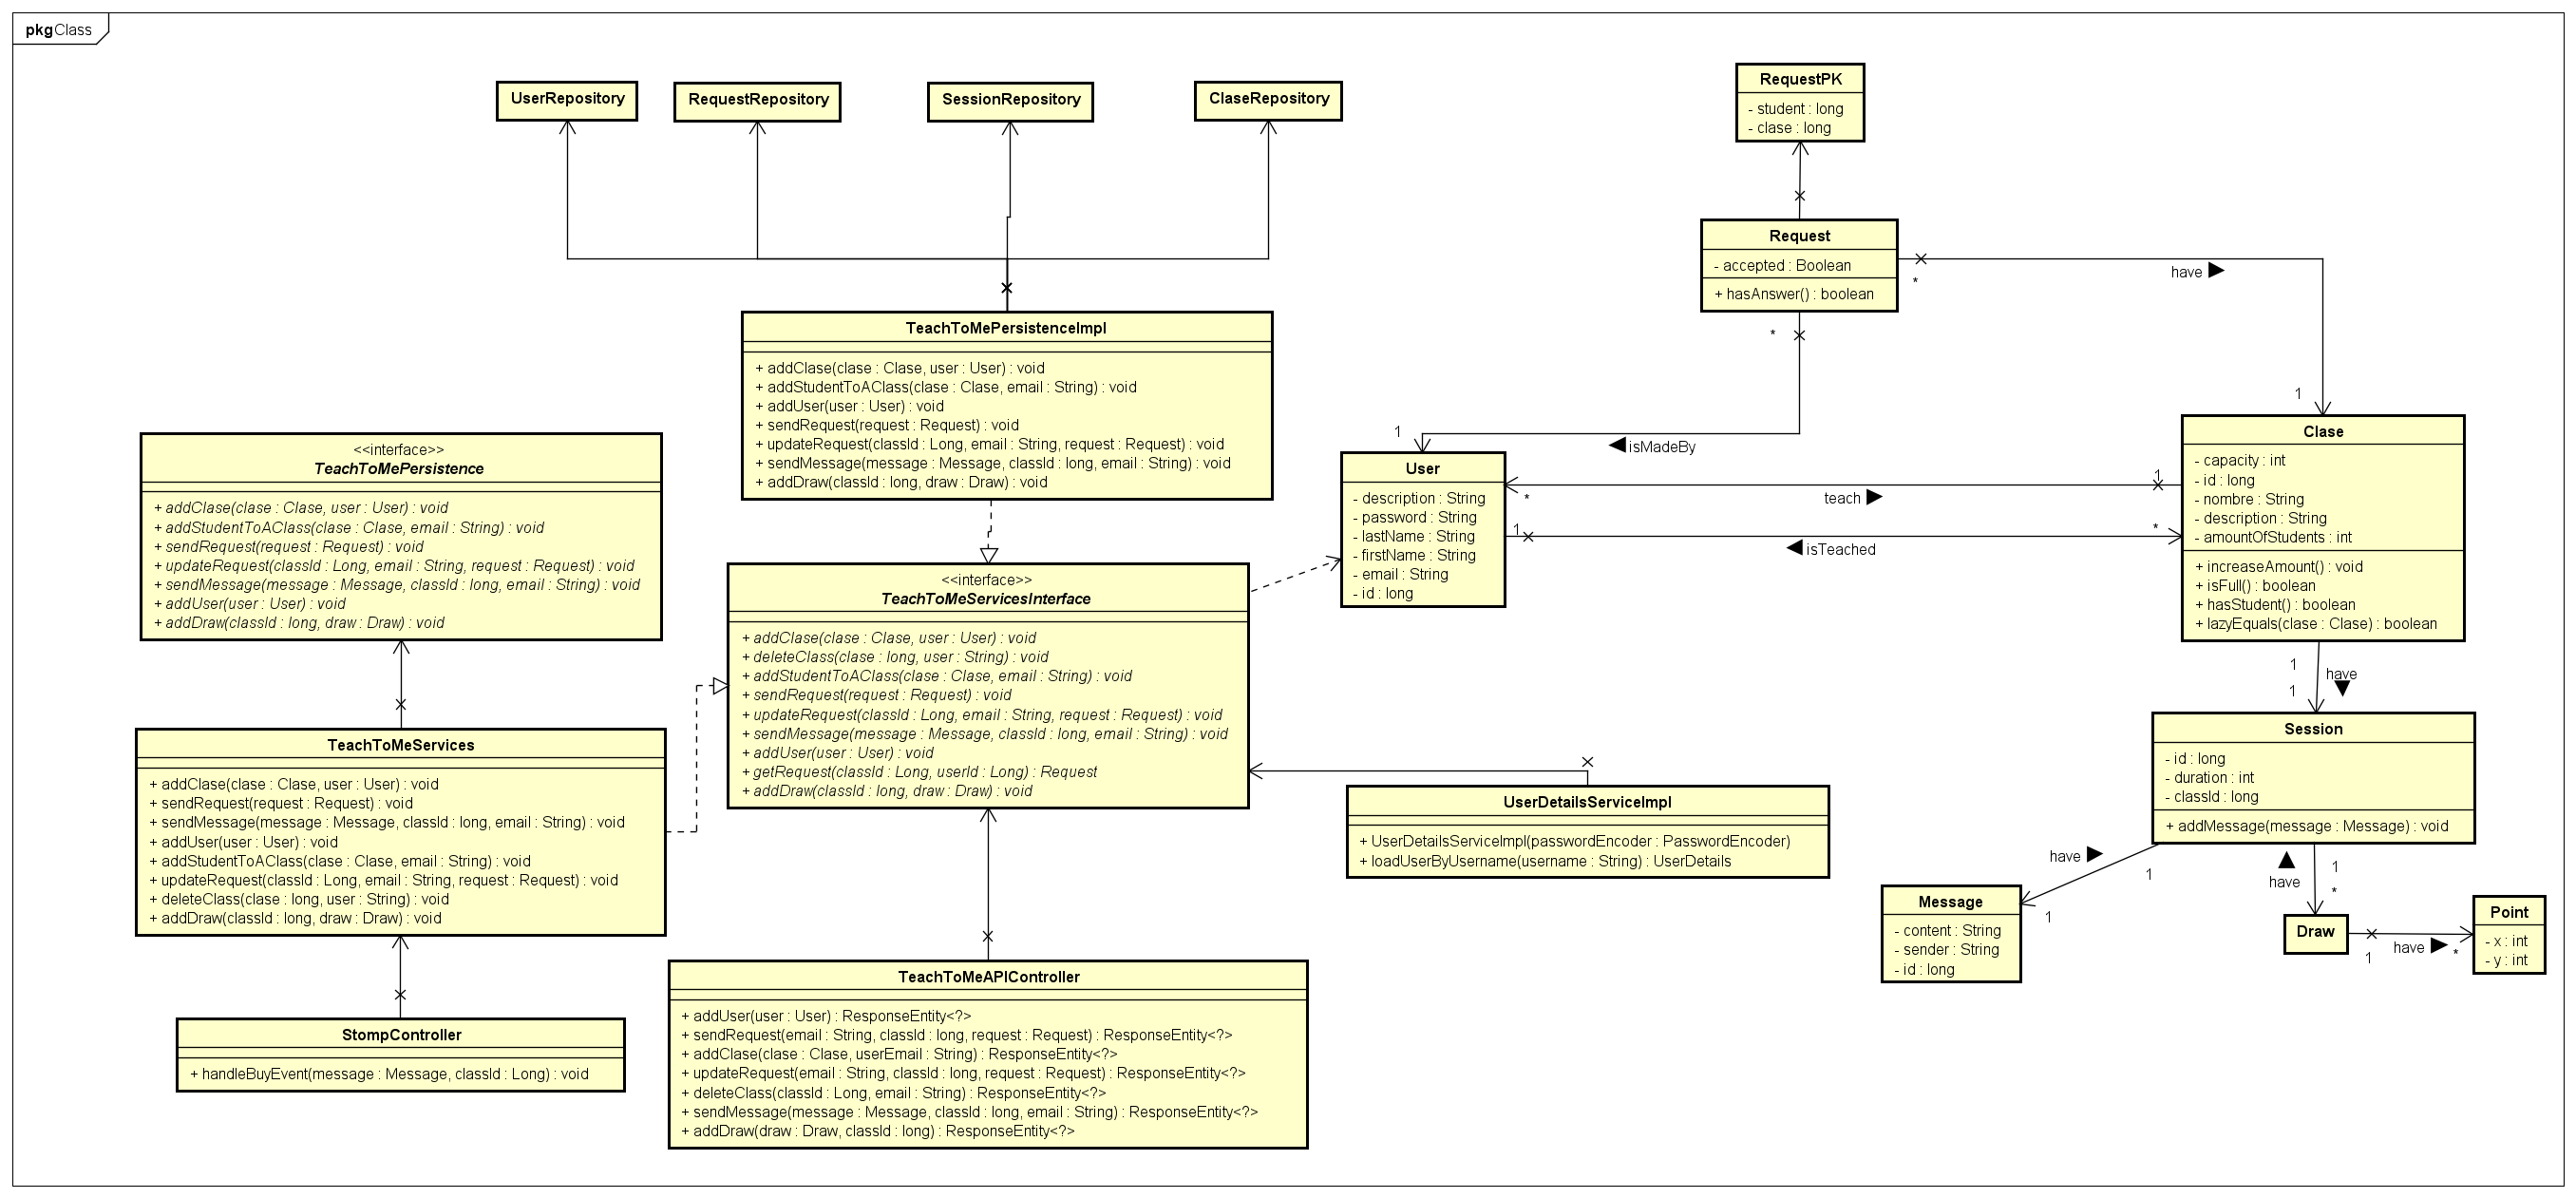 pkg Class
UserRepository
RequestRepository
SessionRepository
ClaseRepository
RequestPK
- student : long
- clase : long
Request
- accepted : Boolean
+ hasAnswer() : boolean
*
have
1
*
1
isMadeBy
TeachToMePersistenceImpl
+ addClase(clase : Clase, user : User) : void
+ addStudentToAClass(clase : Clase, email : String) : void
+ addUser(user : User) : void
+ sendRequest(request : Request) : void
+ updateRequest(classId : Long, email : String, request : Request) : void
+ sendMessage(message : Message, classId : long, email : String) : void
+ addDraw(classId : long, draw : Draw) : void
<<interface>>
TeachToMePersistence
+ addClase(clase : Clase, user : User) : void
+ addStudentToAClass(clase : Clase, email : String) : void
+ sendRequest(request : Request) : void
+ updateRequest(classId : Long, email : String, request : Request) : void
+ sendMessage(message : Message, classId : long, email : String) : void
+ addUser(user : User) : void
+ addDraw(classId : long, draw : Draw) : void
<<interface>>
TeachToMeServicesInterface
+ addClase(clase : Clase, user : User) : void
+ deleteClass(clase : long, user : String) : void
+ addStudentToAClass(clase : Clase, email : String) : void
+ sendRequest(request : Request) : void
+ updateRequest(classId : Long, email : String, request : Request) : void
+ sendMessage(message : Message, classId : long, email : String) : void
+ addUser(user : User) : void
+ getRequest(classId : Long, userId : Long) : Request
+ addDraw(classId : long, draw : Draw) : void
User
- description : String
- password : String
- lastName : String
- firstName : String
- email : String
- id : long
*
teach
1
1
isTeached
*
Clase
- capacity : int
- id : long
- nombre : String
- description : String
- amountOfStudents : int
+ increaseAmount() : void
+ isFull() : boolean
+ hasStudent() : boolean
+ lazyEquals(clase : Clase) : boolean
1
have
1
Session
- id : long
- duration : int
- classId : long
+ addMessage(message : Message) : void
TeachToMeServices
+ addClase(clase : Clase, user : User) : void
+ sendRequest(request : Request) : void
+ sendMessage(message : Message, classId : long, email : String) : void
+ addUser(user : User) : void
+ addStudentToAClass(clase : Clase, email : String) : void
+ updateRequest(classId : Long, email : String, request : Request) : void
+ deleteClass(clase : long, user : String) : void
+ addDraw(classId : long, draw : Draw) : void
UserDetailsServiceImpl
+ UserDetailsServiceImpl(passwordEncoder : PasswordEncoder)
+ loadUserByUsername(username : String) : UserDetails
have
1
1
have
1
*
Message
- content : String
- sender : String
- id : long
Draw
1
have
*
Point
- x : int
- y : int
StompController
+ handleBuyEvent(message : Message, classId : Long) : void
TeachToMeAPIController
+ addUser(user : User) : ResponseEntity<?>
+ sendRequest(email : String, classId : long, request : Request) : ResponseEntity<?>
+ addClase(clase : Clase, userEmail : String) : ResponseEntity<?>
+ updateRequest(email : String, classId : long, request : Request) : ResponseEntity<?>
+ deleteClass(classId : Long, email : String) : ResponseEntity<?>
+ sendMessage(message : Message, classId : long, email : String) : ResponseEntity<?>
+ addDraw(draw : Draw, classId : long) : ResponseEntity<?>